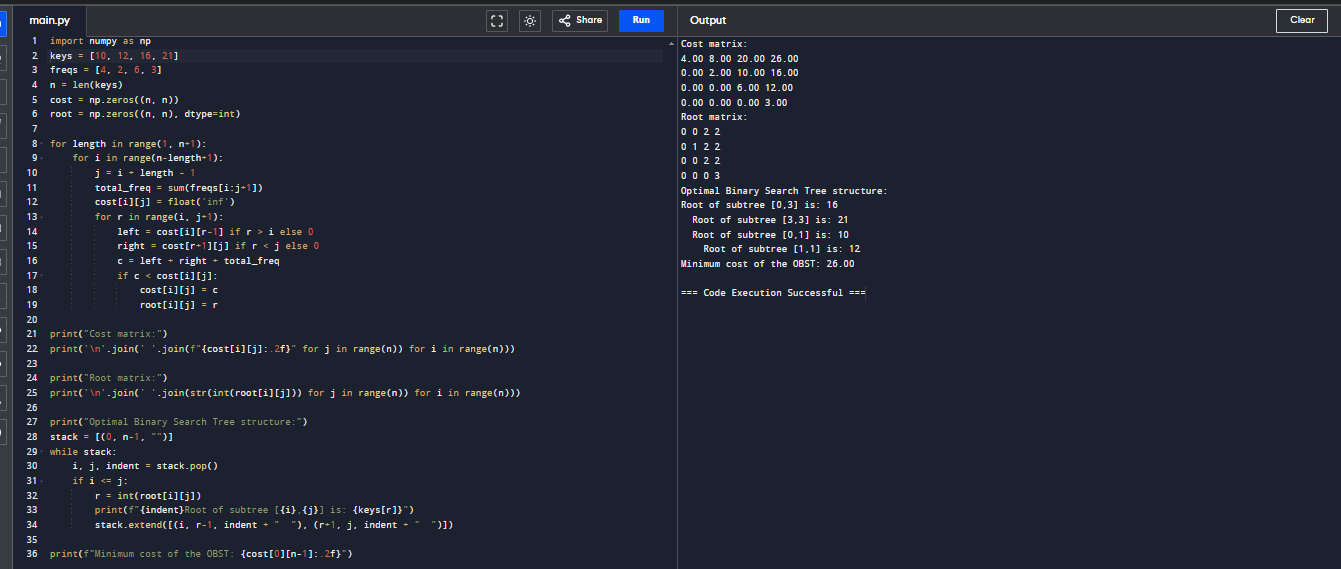 main.py
Share
Run
Output
Clear
1 import numpy as np
2 keys = [10, 12, 16, 21]
3 freqs = [4, 2, 6, 3]
4 n = len(keys)
5 cost = np.zeros((n, n))
6 root = np.zeros((n, n), dtype=int)
7
8 for length in range(1, n+1):
9     for i in range(n-length+1):
10         j = i + length - 1
11         total_freq = sum(freqs[i:j+1])
12         cost[i][j] = float('inf')
13         for r in range(i, j+1):
14             left = cost[i][r-1] if r > i else 0
15             right = cost[r+1][j] if r < j else 0
16             c = left + right + total_freq
17             if c < cost[i][j]:
18                 cost[i][j] = c
19                 root[i][j] = r
20
21 print("Cost matrix:")
22 print('\n'.join(' '.join(f"{cost[i][j]:.2f}" for j in range(n)) for i in range(n)))
23
24 print("Root matrix:")
25 print('\n'.join(' '.join(str(int(root[i][j])) for j in range(n)) for i in range(n)))
26
27 print("Optimal Binary Search Tree structure:")
28 stack = [(0, n-1, "")]
29 while stack:
30     i, j, indent = stack.pop()
31     if i <= j:
32         r = int(root[i][j])
33         print(f"{indent}Root of subtree [{i},{j}] is: {keys[r]}")
34         stack.extend([(i, r-1, indent + "  "), (r+1, j, indent + "  ")])
35
36 print(f"Minimum cost of the OBST: {cost[0][n-1]:.2f}")
Cost matrix:
4.00 8.00 20.00 26.00
0.00 2.00 10.00 16.00
0.00 0.00 6.00 12.00
0.00 0.00 0.00 3.00
Root matrix:
0 0 2 2
0 1 2 2
0 0 2 2
0 0 0 3
Optimal Binary Search Tree structure:
Root of subtree [0,3] is: 16
  Root of subtree [3,3] is: 21
  Root of subtree [0,1] is: 10
    Root of subtree [1,1] is: 12
Minimum cost of the OBST: 26.00

=== Code Execution Successful ===